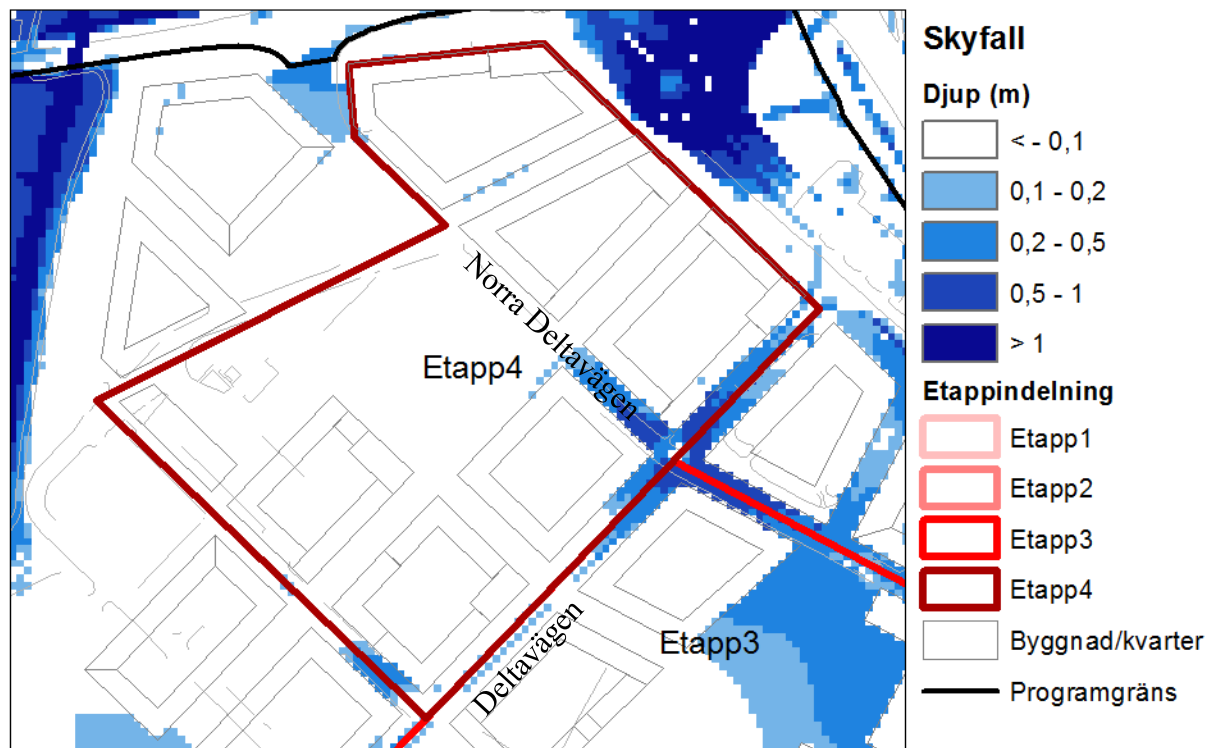 Norra Deltavägen
Etapp4
Etapp3
Deltavägen
Skyfall
Djup (m)
< - 0,1
0,1 - 0,2
0,2 - 0,5
0,5 - 1
> 1
Etappindelning
Etapp1
Etapp2
Etapp3
Etapp4
Byggnad/kvarter
Programgräns